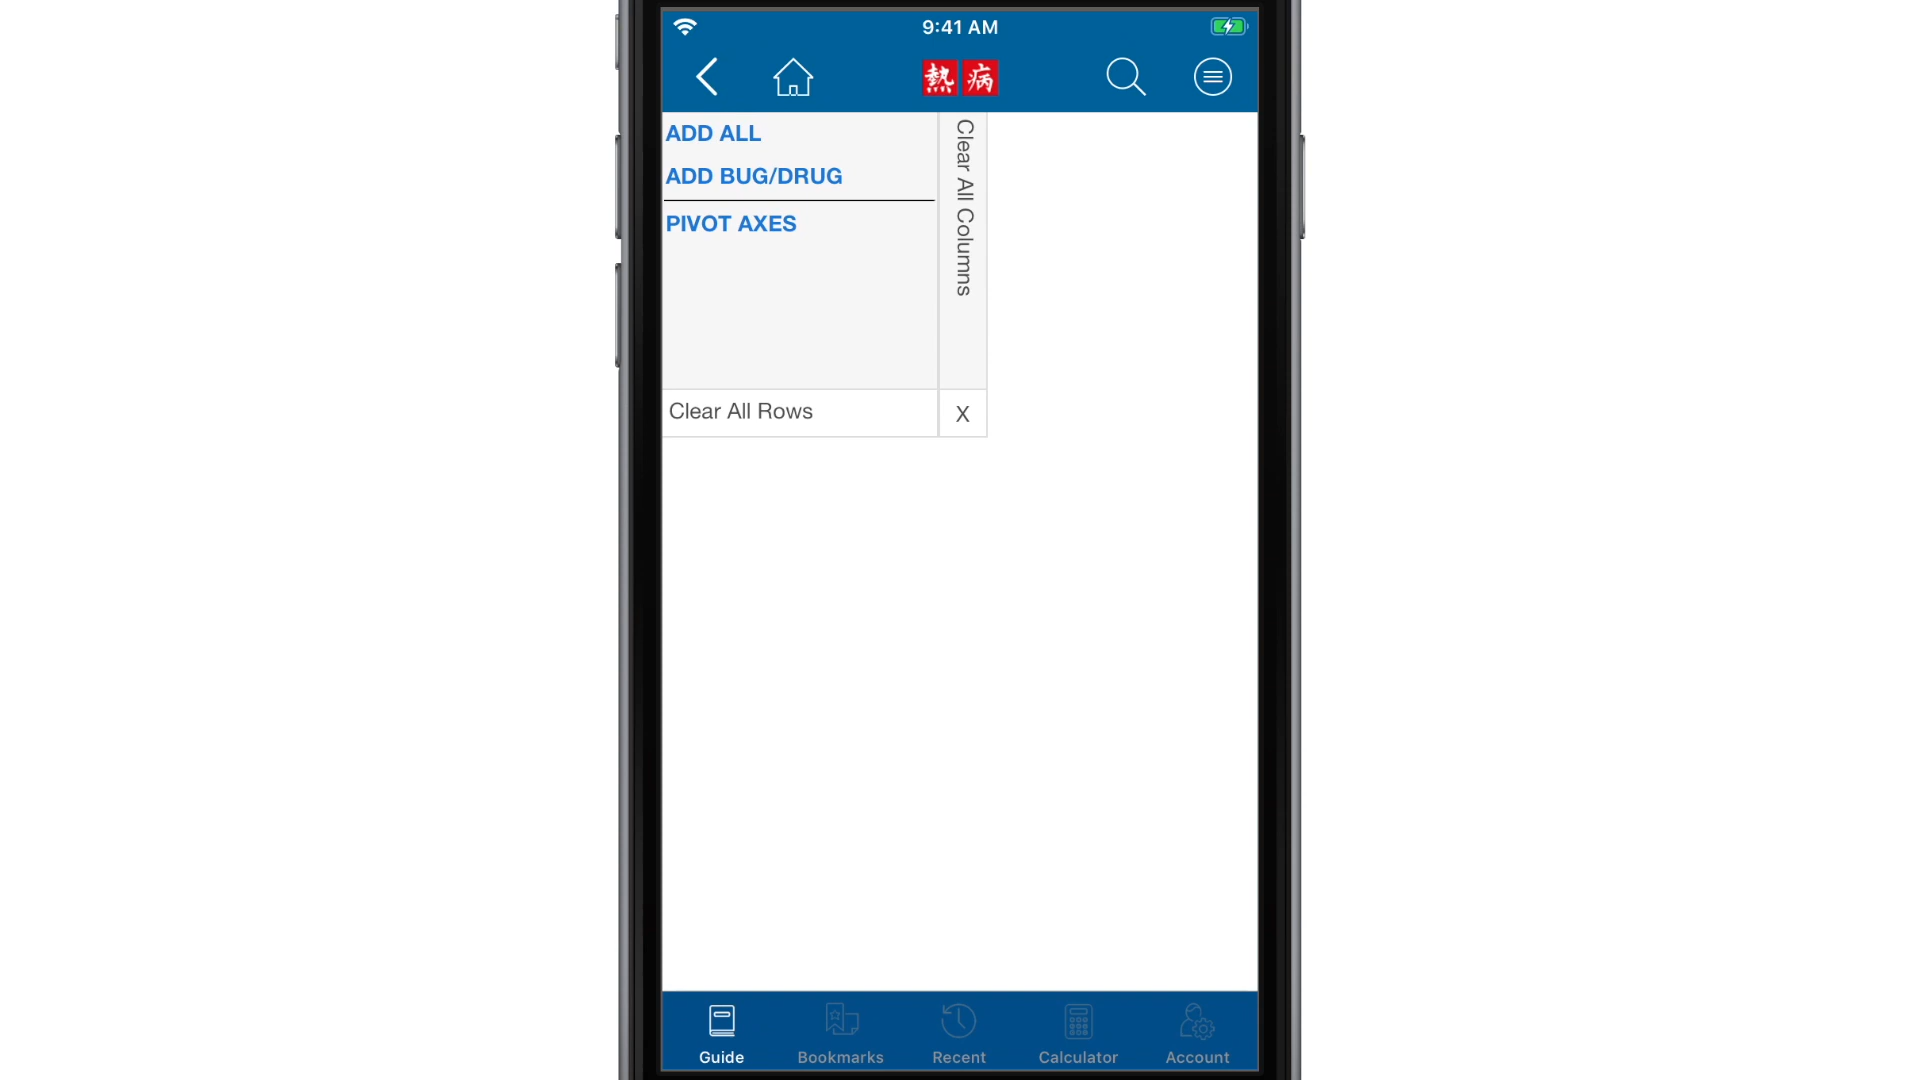 9:41 AM
熱病
ADD ALL
ADD BUG/DRUG
PIVOT AXES
Clear All Columns
Clear All Rows
X
Guide
Bookmarks
Recent
Calculator
Account